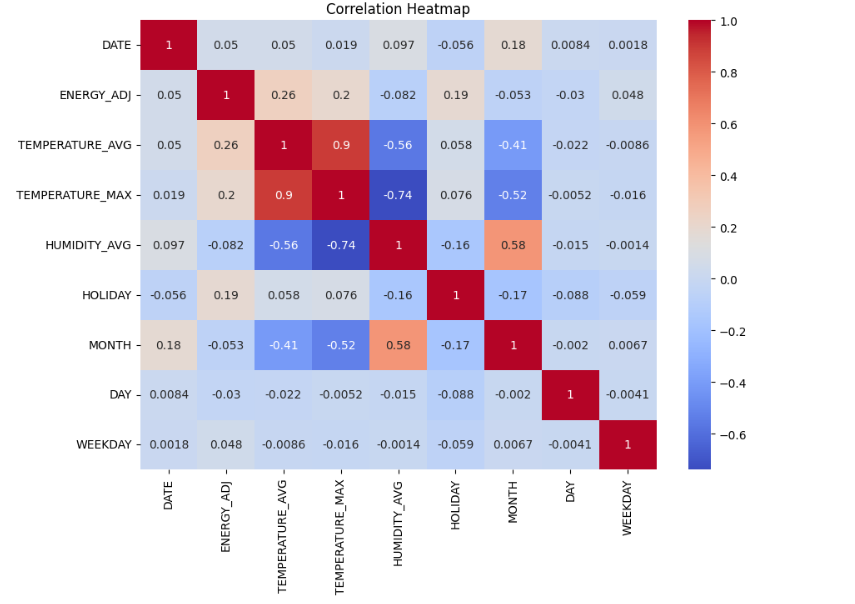 Correlation Heatmap
DATE 1 0.05 0.05 0.019 0.097 -0.056 0.18 0.0084 0.0018
ENERGY_ADJ 0.05 1 0.26 0.2 -0.082 0.19 -0.053 -0.03 0.048
TEMPERATURE_AVG 0.05 0.26 1 0.9 -0.56 0.058 -0.41 -0.022 -0.0086
TEMPERATURE_MAX 0.019 0.2 0.9 1 -0.74 0.076 -0.52 -0.0052 -0.016
HUMIDITY_AVG 0.097 -0.082 -0.56 -0.74 1 -0.16 0.58 -0.015 -0.0014
HOLIDAY -0.056 0.19 0.058 0.076 -0.16 1 -0.17 -0.088 -0.059
MONTH 0.18 -0.053 -0.41 -0.52 0.58 -0.17 1 -0.002 0.0067
DAY 0.0084 -0.03 -0.022 -0.0052 -0.015 -0.088 -0.002 1 -0.0041
WEEKDAY 0.0018 0.048 -0.0086 -0.016 -0.0014 -0.059 0.0067 -0.0041 1
DATE ENERGY_ADJ TEMPERATURE_AVG TEMPERATURE_MAX HUMIDITY_AVG HOLIDAY MONTH DAY WEEKDAY
1.0
0.8
0.6
0.4
0.2
0.0
−0.2
−0.4
−0.6